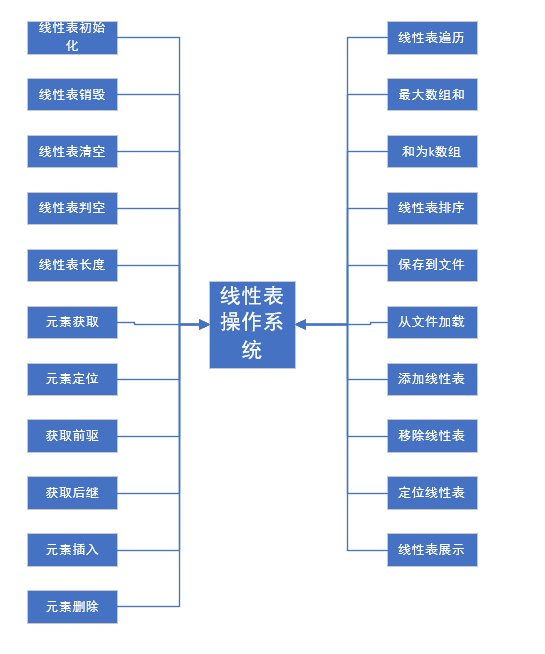 线性表初始
化
线性表销毁
线性表清空
线性表判空
线性表长度
元素获取
元素定位
获取前驱
获取后继
元素插入
元素删除
线性表
操作系
统
线性表遍历
最大数组和
和为k数组
线性表排序
保存到文件
从文件加载
添加线性表
移除线性表
定位线性表
线性表展示